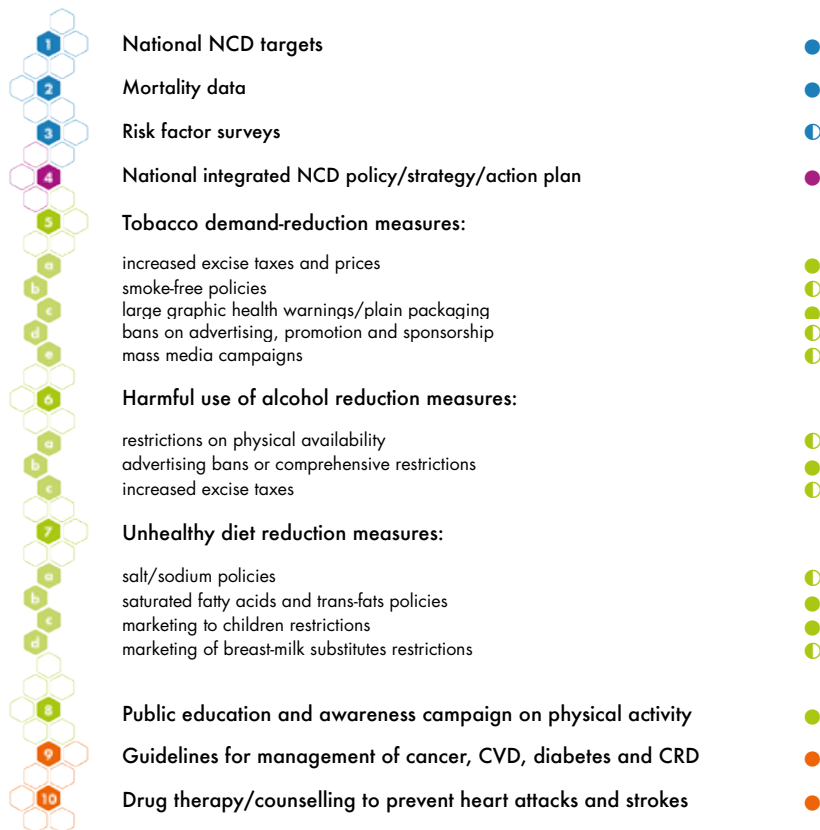 1 National NCD targets
2 Mortality data
3 Risk factor surveys
4 National integrated NCD policy/strategy/action plan
5 Tobacco demand-reduction measures:
a increased excise taxes and prices
b smoke-free policies
c large graphic health warnings/plain packaging
d bans on advertising, promotion and sponsorship
e mass media campaigns
6 Harmful use of alcohol reduction measures:
a restrictions on physical availability
b advertising bans or comprehensive restrictions
c increased excise taxes
7 Unhealthy diet reduction measures:
a salt/sodium policies
b saturated fatty acids and trans-fats policies
c marketing to children restrictions
d marketing of breast-milk substitutes restrictions
8 Public education and awareness campaign on physical activity
9 Guidelines for management of cancer, CVD, diabetes and CRD
10 Drug therapy/counselling to prevent heart attacks and strokes